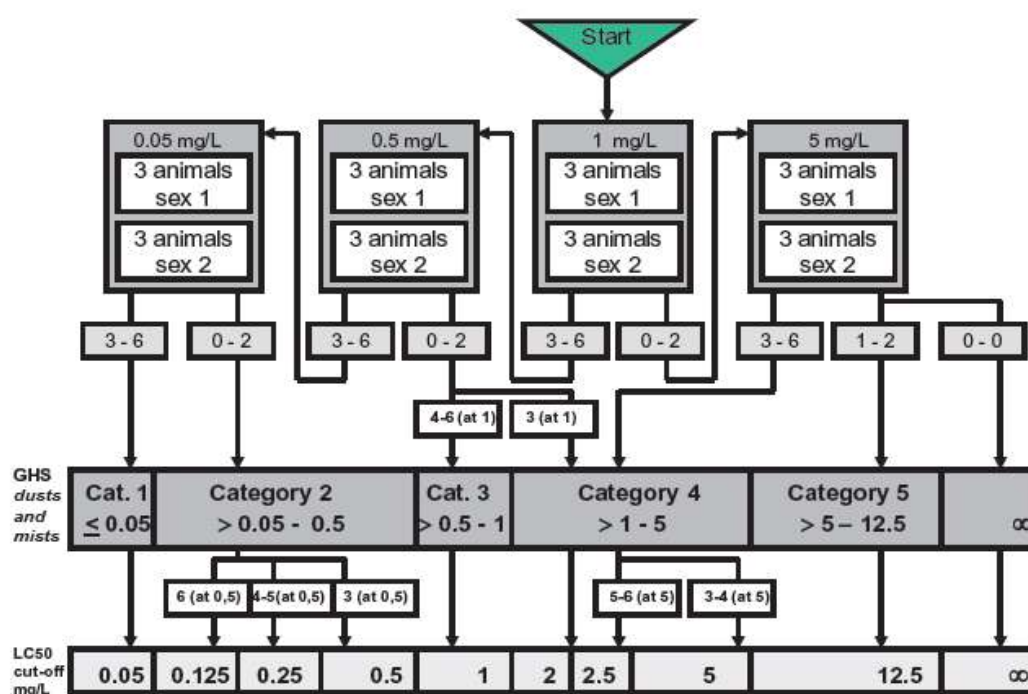 Start
0.05 mg/L
0.5 mg/L
1 mg/L
5 mg/L
3 animals
sex 1
3 animals
sex 1
3 animals
sex 1
3 animals
sex 1
3 animals
sex 2
3 animals
sex 2
3 animals
sex 2
3 animals
sex 2
3 - 6
0 - 2
3 - 6
0 - 2
3 - 6
0 - 2
3 - 6
1 - 2
0 - 0
4-6 (at 1)
3 (at 1)
GHS
dusts
and
mists
Cat. 1
≤ 0.05
Category 2
> 0.05 - 0.5
Cat. 3
> 0.5 - 1
Category 4
> 1 - 5
Category 5
> 5 – 12.5
∞
6 (at 0,5)
4-5(at 0,5)
3 (at 0,5)
5-6 (at 5)
3-4 (at 5)
LC50
cut-off
mg/L
0.05
0.125
0.25
0.5
1
2
2.5
5
12.5
∞